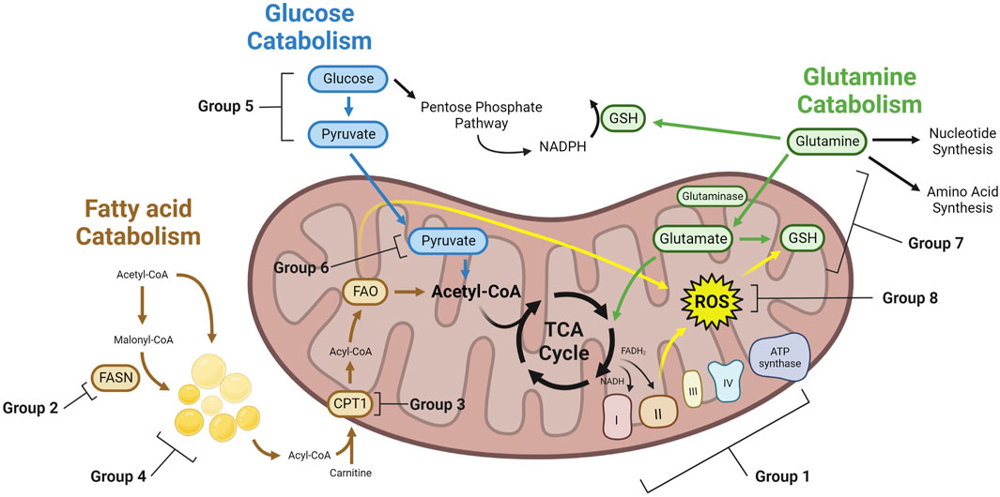 Glucose
Catabolism
Glucose
Group 5
Pentose Phosphate
Pathway
Pyruvate
NADPH
GSH
Glutamine
Catabolism
Glutamine
Nucleotide
Synthesis
Amino Acid
Synthesis
Glutaminase
Glutamate
GSH
Group 7
Fatty acid
Catabolism
Acetyl-CoA
Malonyl-CoA
FASN
Group 2
Group 4
Acyl-CoA
Carnitine
CPT1
Group 3
Acyl-CoA
FAO
Group 6
Pyruvate
Acetyl-CoA
TCA
Cycle
ROS
Group 8
FADH₂
NADH
I
II
III
IV
ATP
synthase
Group 1